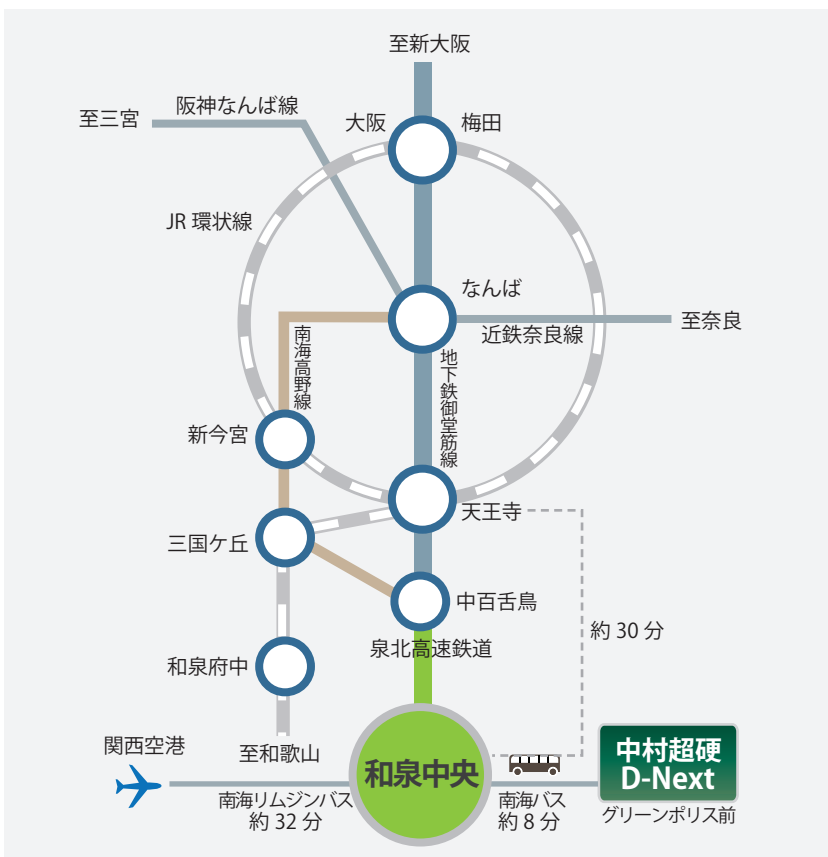 至新大阪
阪神なんば線
至三宮
大阪
梅田
JR 環状線
なんば
近鉄奈良線
至奈良
南海高野線
地下鉄御堂筋線
新今宮
天王寺
三国ケ丘
中百舌鳥
約 30 分
泉北高速鉄道
和泉府中
関西空港
至和歌山
和泉中央
中村超硬
D-Next
南海リムジンバス
約 32 分
南海バス
約 8 分
グリーンポリス前